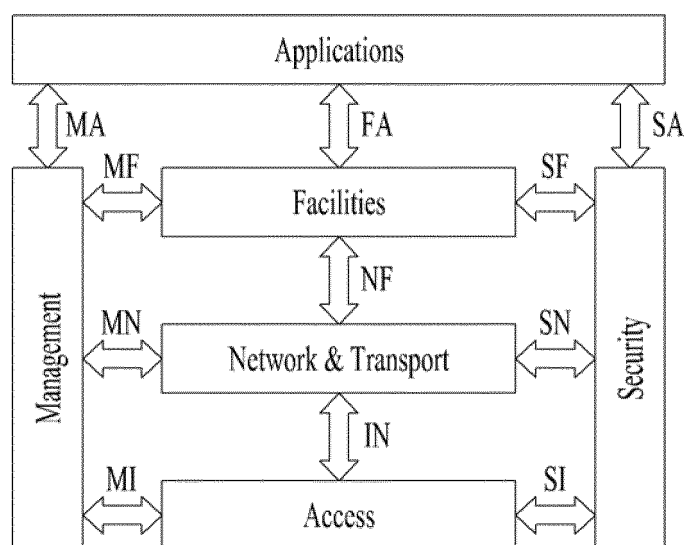 Applications
MA
FA
SA
MF
SF
Facilities
NF
Management
MN
SN
Network & Transport
Security
IN
MI
SI
Access